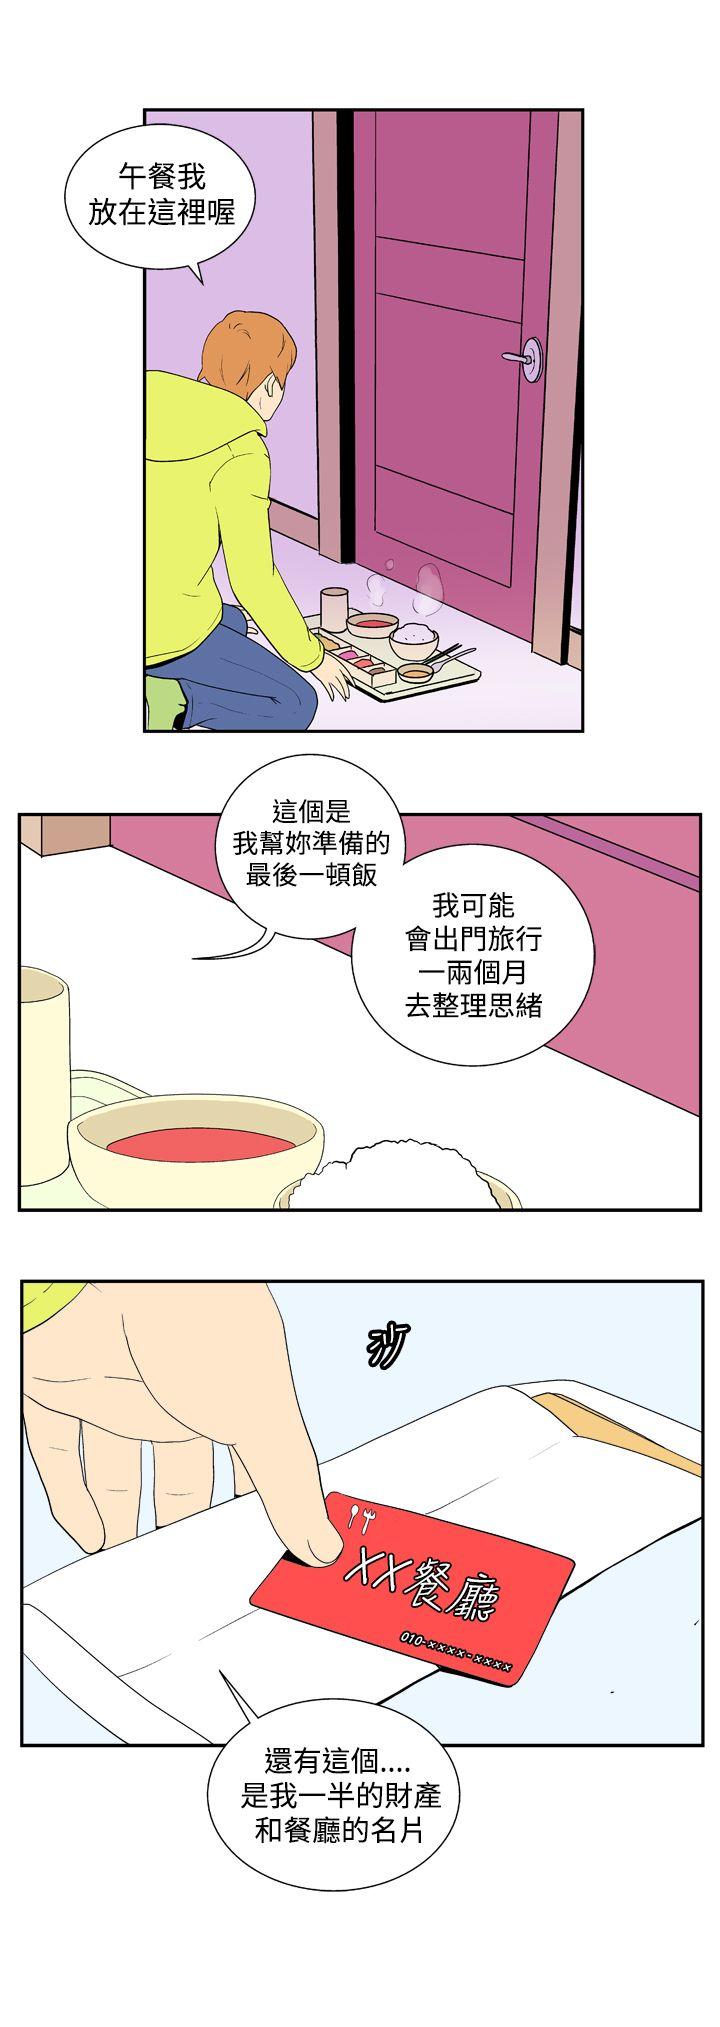 午餐我
放在這裡喔
這個是
我幫妳準備的
最後一頓飯
我可能
會出門旅行
一兩個月
去整理思緒
沙
XX餐廳
010-xxxx-xxxx
還有這個....
是我一半的財產
和餐廳的名片